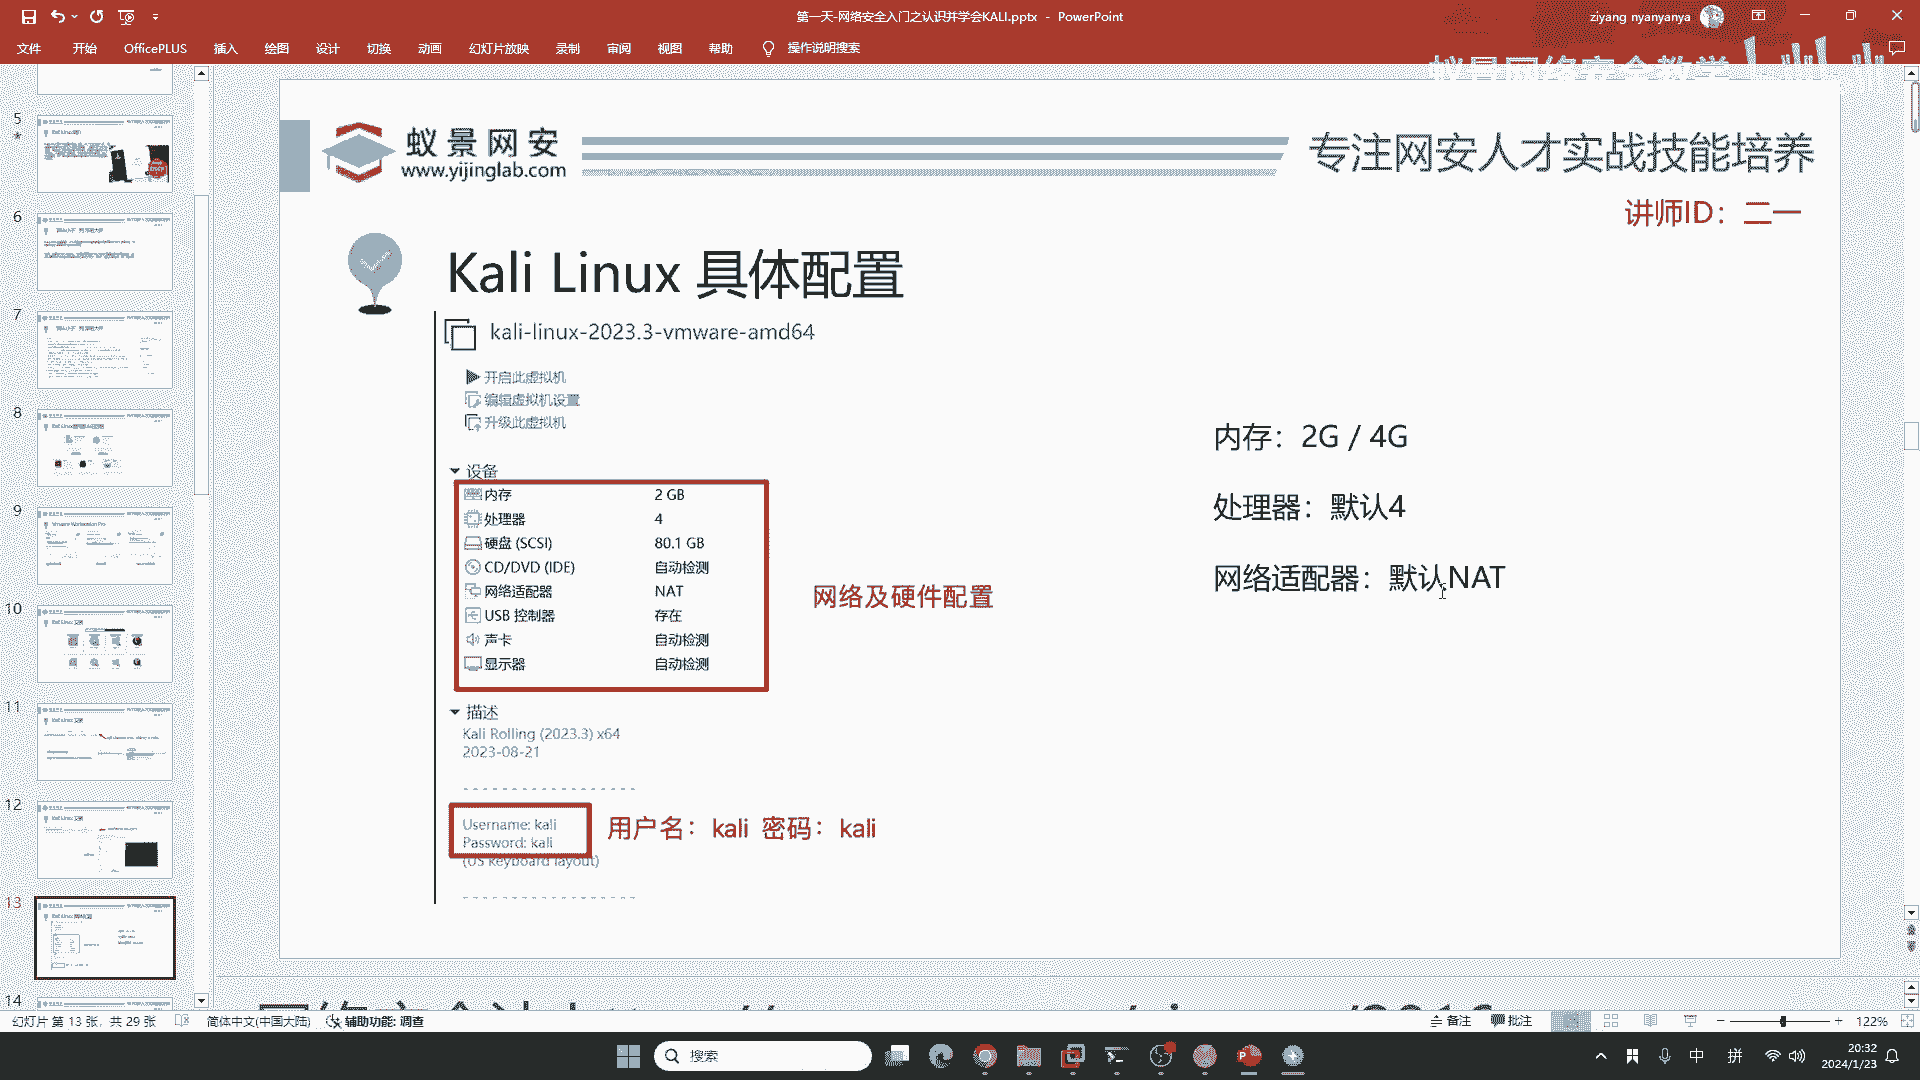 第一天-网络安全入门之认识并学会KALI.pptx - PowerPoint
ziyang nyanyanya
文件 开始 OfficePLUS 插入 绘图 设计 切换 动画 幻灯片放映 录制 审阅 视图 帮助 操作说明搜索
蚁景网安
www.yijinglab.com
专注网安人才实战技能培养
讲师ID：二一
Kali Linux 具体配置
kali-linux-2023.3-vmware-amd64
开启此虚拟机
编辑虚拟机设置
升级此虚拟机
设备
内存 2 GB
处理器 4
硬盘 (SCSI) 80.1 GB
CD/DVD (IDE) 自动检测
网络适配器 NAT
USB 控制器 存在
声卡 自动检测
显示器 自动检测
网络及硬件配置
内存：2G / 4G
处理器：默认4
网络适配器：默认NAT
描述
Kali Rolling (2023.3) x64
2023-08-21
Username: kali
Password: kali
(US keyboard layout)
用户名：kali 密码：kali
5
6
7
8
9
10
11
12
13
14
幻灯片 第 13 张，共 29 张 简体中文(中国大陆) 辅助功能: 调查
备注 批注 122%
搜索
中 拼
20:32
2024/1/23